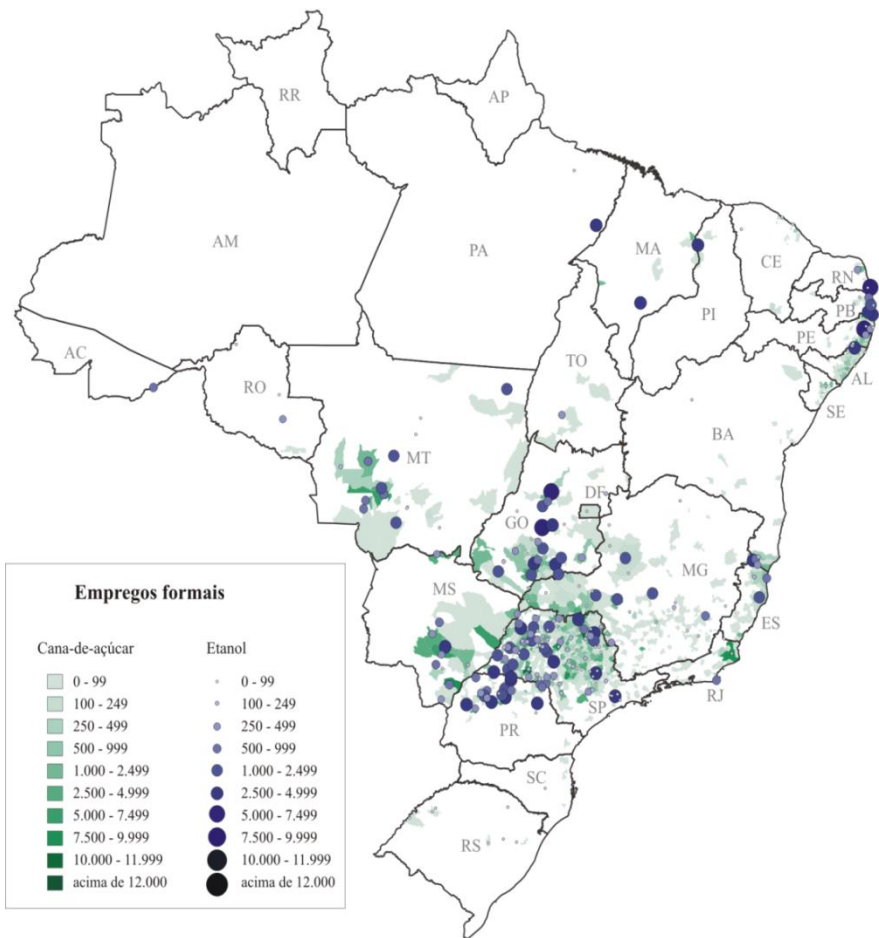 RR
AP
AM
PA
MA
CE
RN
PB
PI
PE
AC
TO
AL
RO
SE
BA
MT
DF
GO
MG
MS
ES
SP
RJ
PR
SC
RS
Empregos formais
Cana-de-açúcar Etanol
0 - 99 0 - 99
100 - 249 100 - 249
250 - 499 250 - 499
500 - 999 500 - 999
1.000 - 2.499 1.000 - 2.499
2.500 - 4.999 2.500 - 4.999
5.000 - 7.499 5.000 - 7.499
7.500 - 9.999 7.500 - 9.999
10.000 - 11.999 10.000 - 11.999
acima de 12.000 acima de 12.000